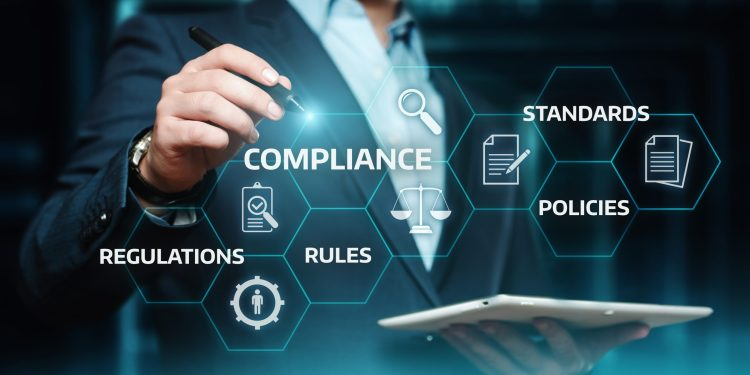 STANDARDS
COMPLIANCE
POLICIES
REGULATIONS
RULES